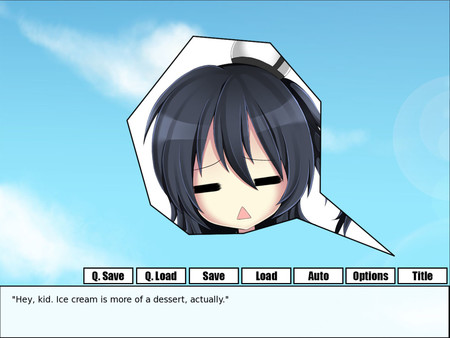 Q. Save Q. Load Save Load Auto Options Title
"Hey, kid. Ice cream is more of a dessert, actually."